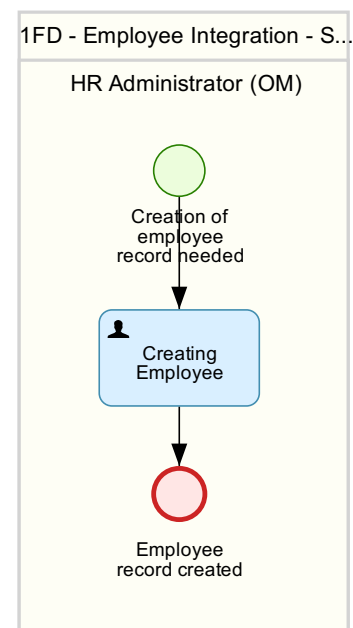 1FD - Employee Integration - S...
HR Administrator (OM)
Creation of
employee
record needed
Creating
Employee
Employee
record created